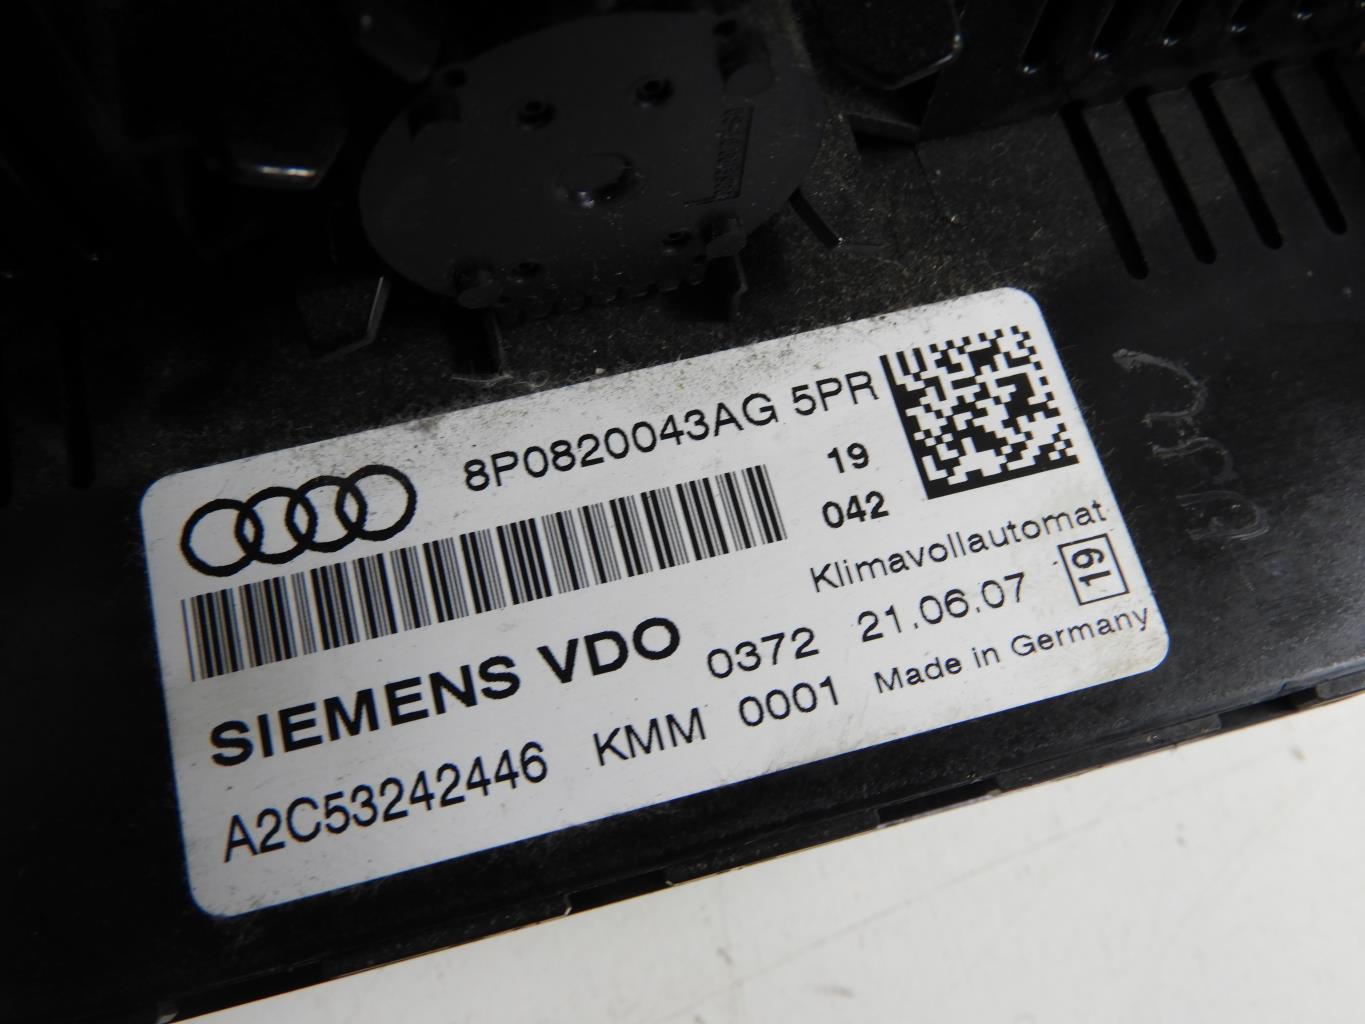 8P0820043AG 5PR
19
042
Klimavollautomat
SIEMENS VDO 0372 21.06.07 19
A2C53242446 KMM 0001 Made in Germany